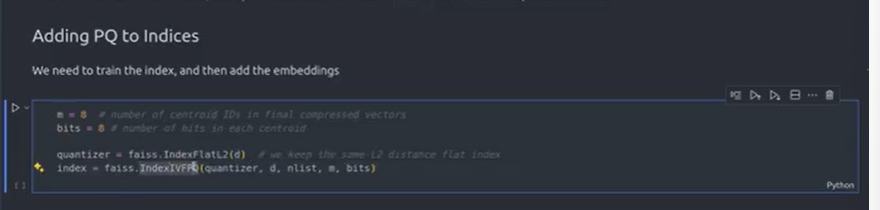 Adding PQ to Indices
We need to train the index, and then add the embeddings
m = 8  # number of centroid IDs in final compressed vectors
bits = 8 # number of bits in each centroid
quantizer = faiss.IndexFlatL2(d)  # we keep the same L2 distance flat index
index = faiss.IndexIVFPQ(quantizer, d, nlist, m, bits)
[ ]
Python